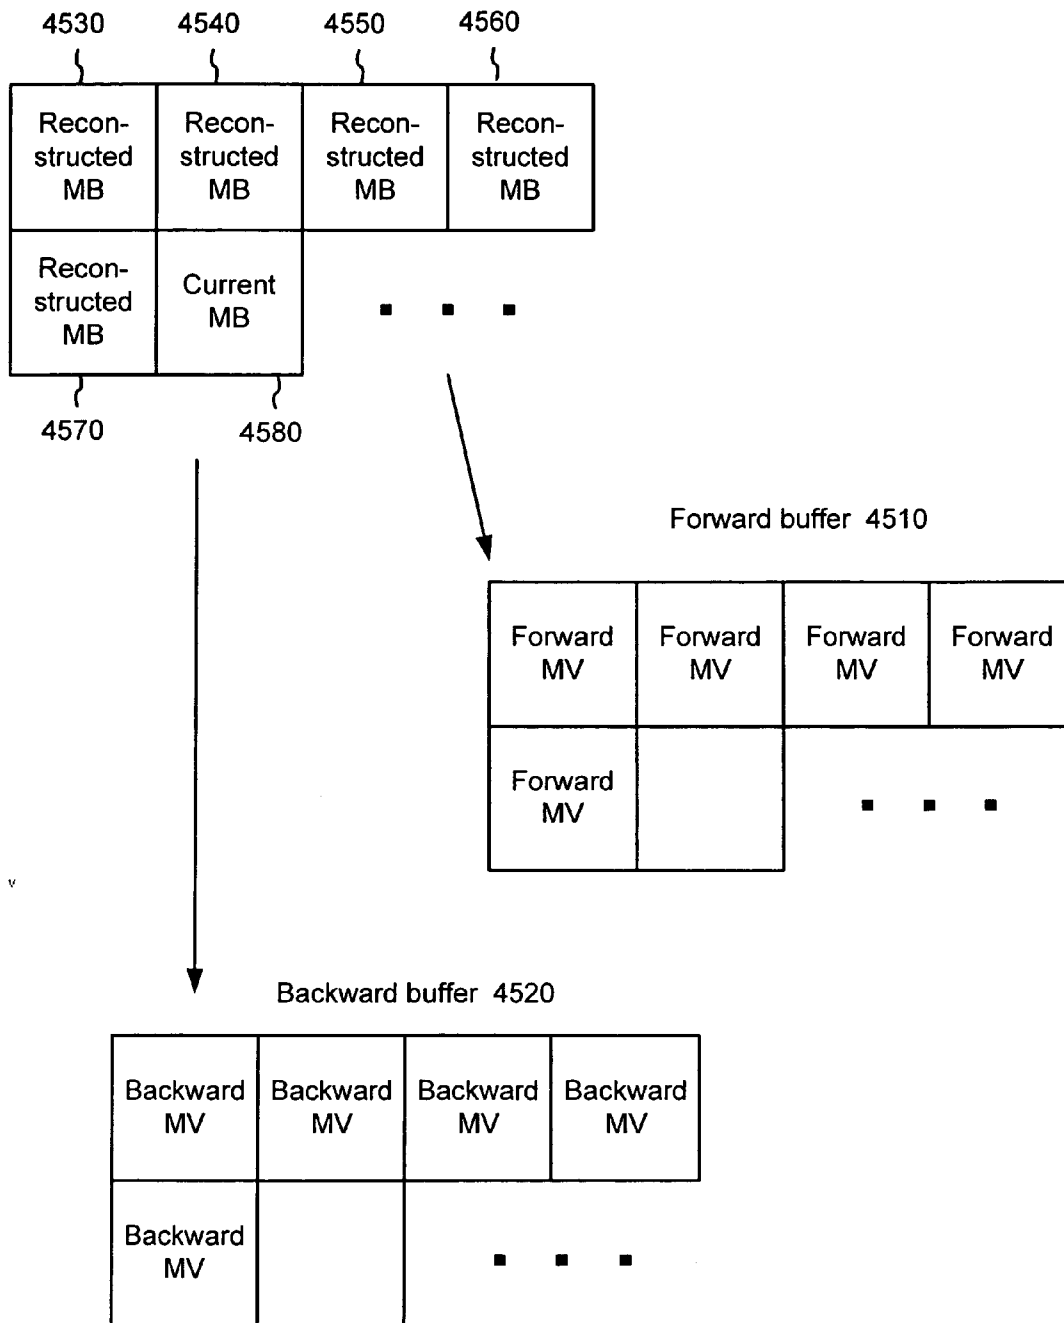 4530 4540 4550 4560
Recon- Recon- Recon- Recon-
structed structed structed structed
MB MB MB MB
Recon- Current
structed MB
MB
4570 4580
Forward buffer 4510
Forward Forward Forward Forward
MV MV MV MV
Forward
MV
Backward buffer 4520
Backward Backward Backward Backward
MV MV MV MV
Backward
MV